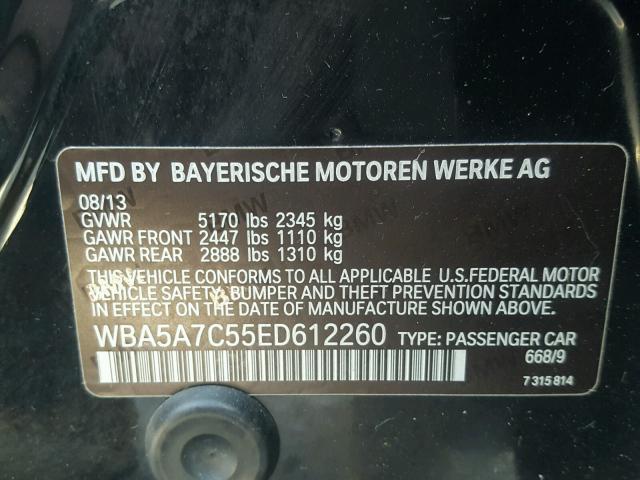 MFD BY BAYERISCHE MOTOREN WERKE AG
08/13
GVWR 5170 lbs 2345 kg
GAWR FRONT 2447 lbs 1110 kg
GAWR REAR 2888 lbs 1310 kg
THIS VEHICLE CONFORMS TO ALL APPLICABLE U.S.FEDERAL MOTOR
VEHICLE SAFETY, BUMPER AND THEFT PREVENTION STANDARDS
IN EFFECT ON THE DATE OF MANUFACTURE SHOWN ABOVE.
WBA5A7C55ED612260 TYPE: PASSENGER CAR
668/9
7 315 814